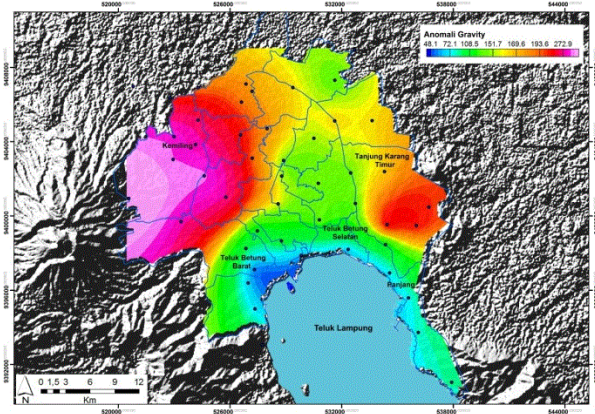 520000 526000 532000 538000 544000
Anomali Gravity
48.1 72.1 108.5 151.7 169.6 193.6 272.9
9408000
9404000
9400000
9396000
9392000
Kemiling
Tanjung Karang
Timur
Teluk Betung
Selatan
Teluk Betung
Barat
Panjang
Teluk Lampung
N
0 1,5 3 6 9 12
Km
520000 526000 532000 538000 544000